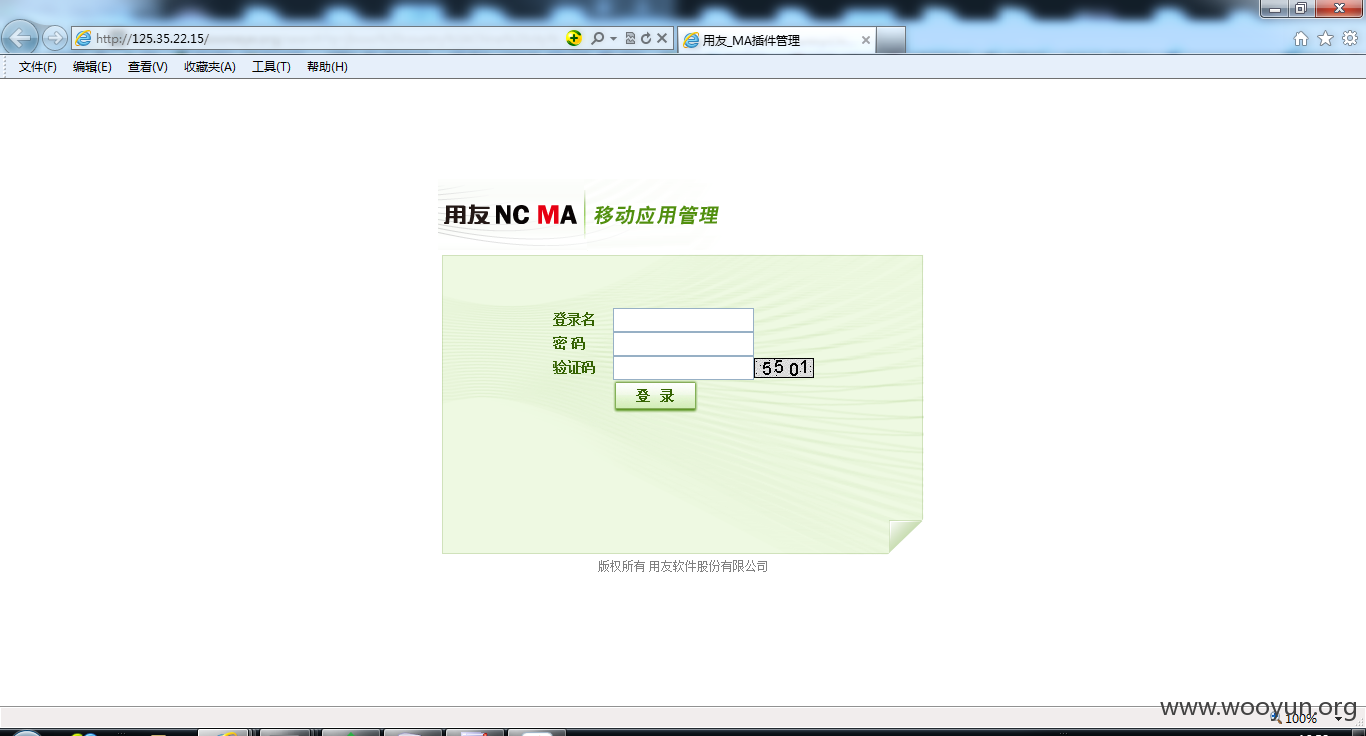 http://125.35.22.15/
用友_MA插件管理
文件(F) 编辑(E) 查看(V) 收藏夹(A) 工具(T) 帮助(H)
用友 NC MA 移动应用管理
登录名
密 码
验证码 5501
登 录
版权所有 用友软件股份有限公司
www.wooyun.org
100%